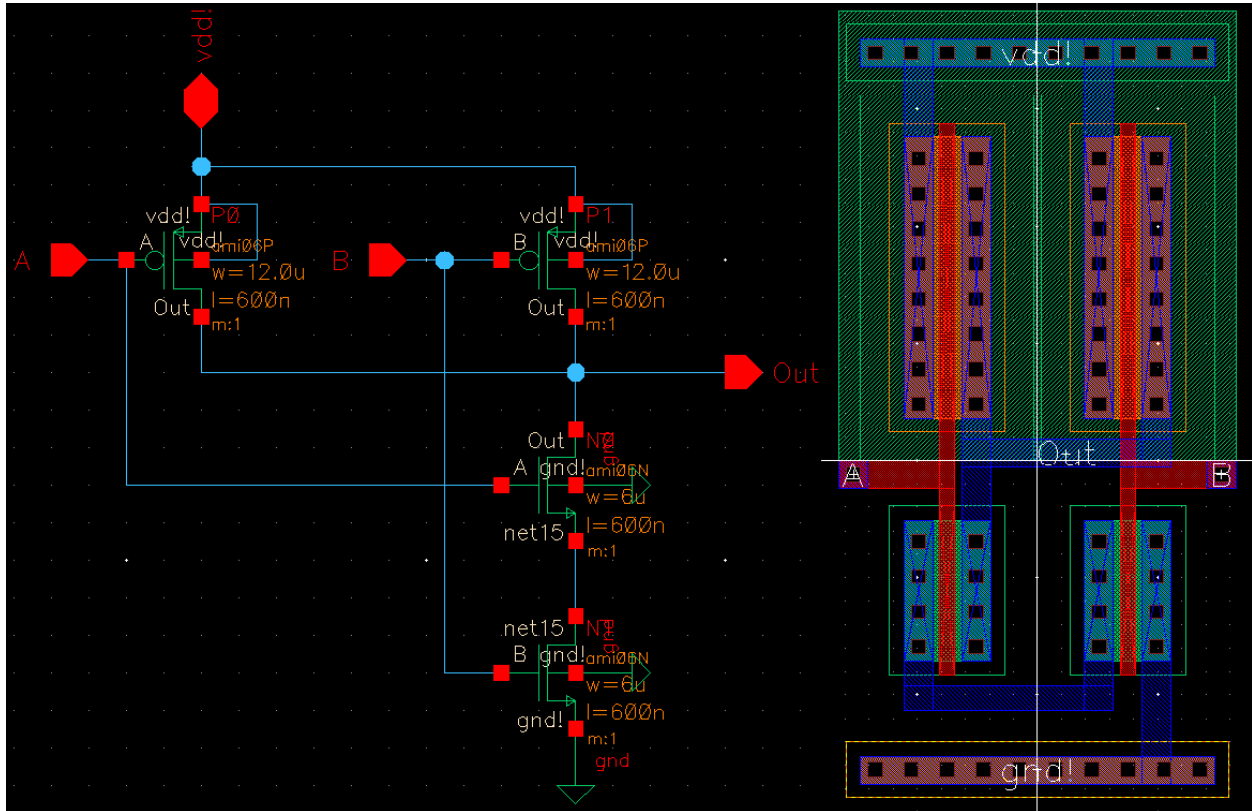 vdd!
vdd! P0
A A vdd! ami06P
w=12.0u
l=600n
Out
m:1
vdd! P1
B B vdd! ami06P
w=12.0u
l=600n
Out
m:1
Out
Out N0
gnd
A gnd! ami06N
w=6u
l=600n
net15
m:1
net15 N1
gnd
B gnd! ami06N
w=6u
l=600n
gnd!
m:1
gnd
vdd!
Out
A B
gnd!